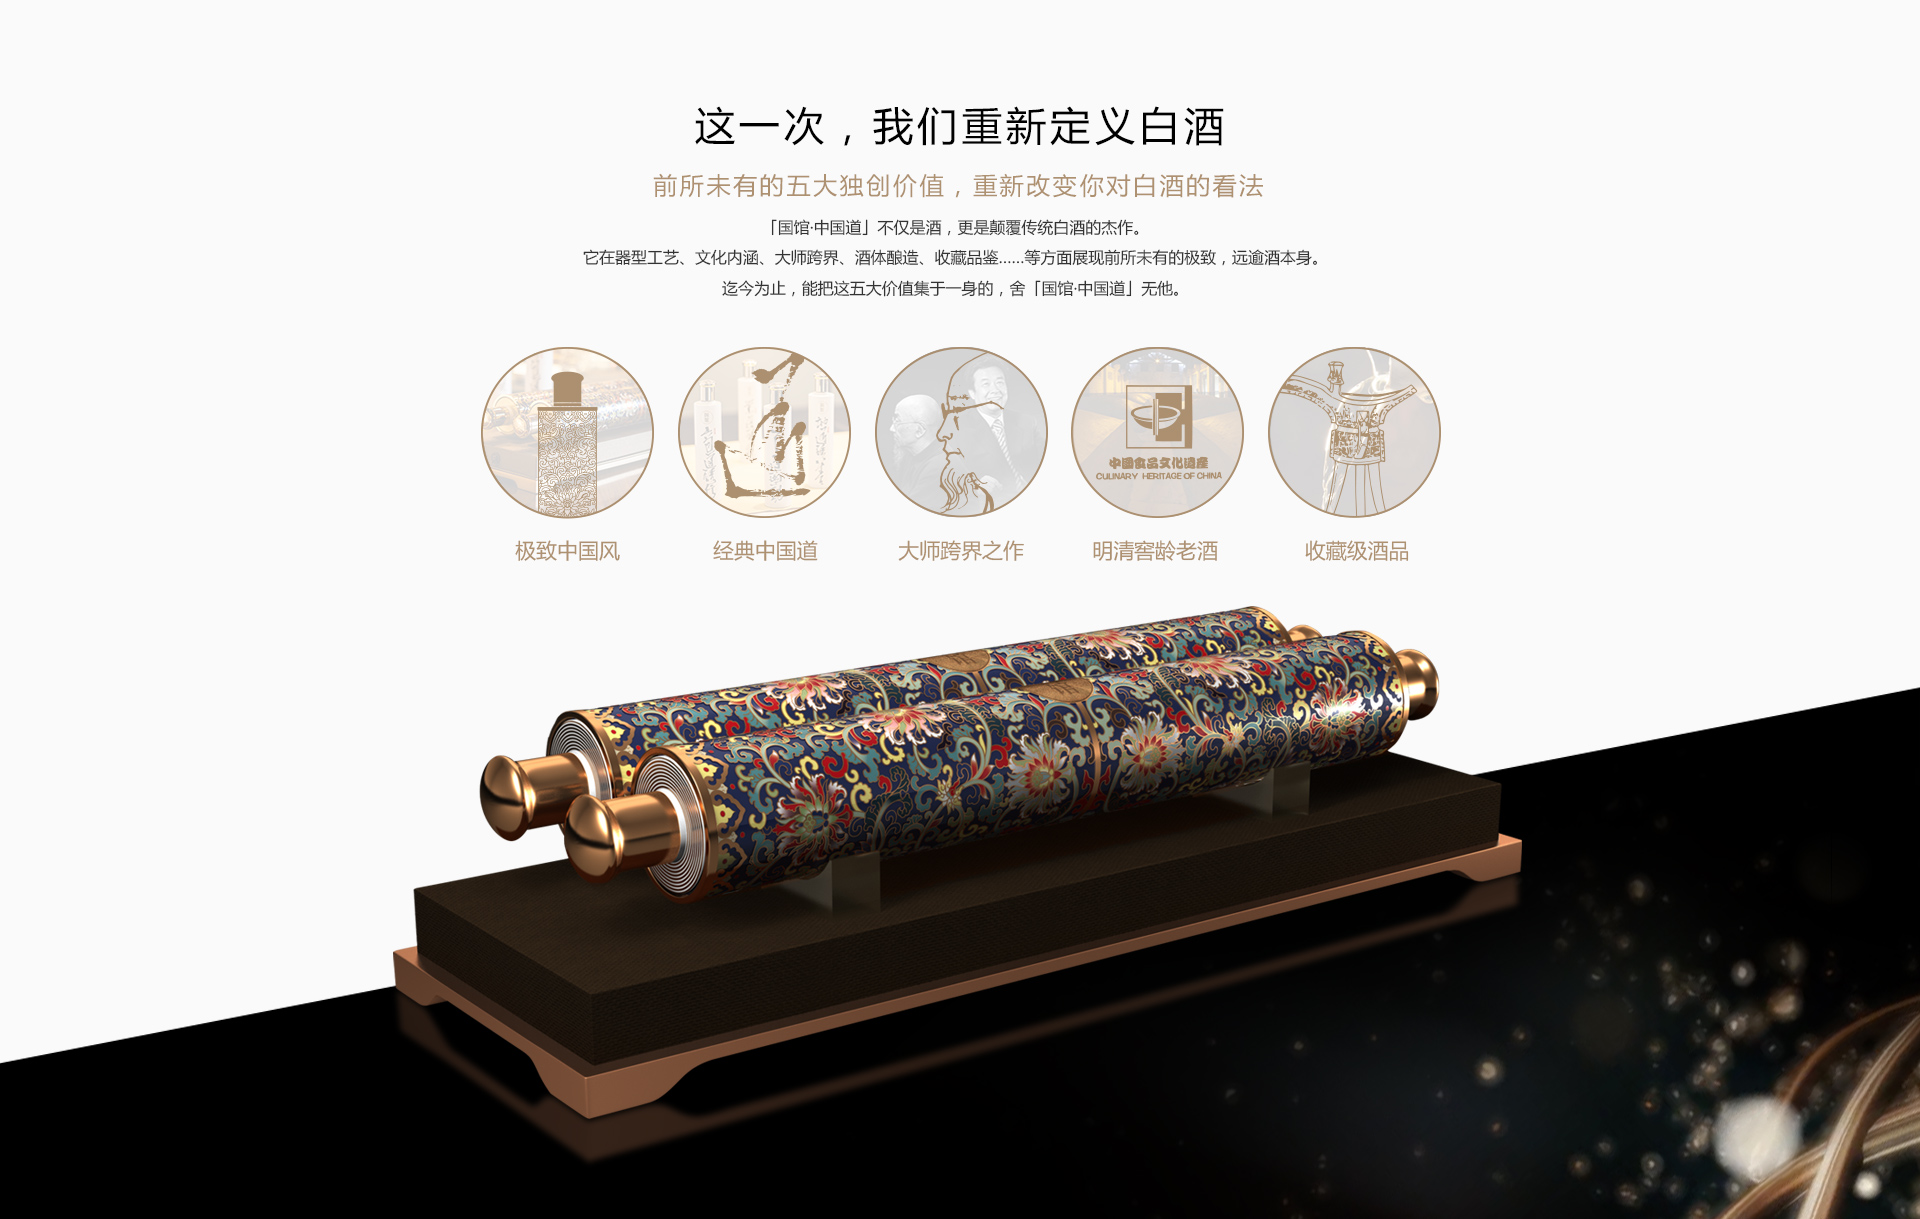 这一次，我们重新定义白酒
前所未有的五大独创价值，重新改变你对白酒的看法
「国馆·中国道」不仅是酒，更是颠覆传统白酒的杰作。
它在器型工艺、文化内涵、大师跨界、酒体酿造、收藏品鉴......等方面展现前所未有的极致，远逾酒本身。
迄今为止，能把这五大价值集于一身的，舍「国馆·中国道」无他。
中國食品文化遺產
CULINARY HERITAGE OF CHINA
极致中国风
经典中国道
大师跨界之作
明清窖龄老酒
收藏级酒品